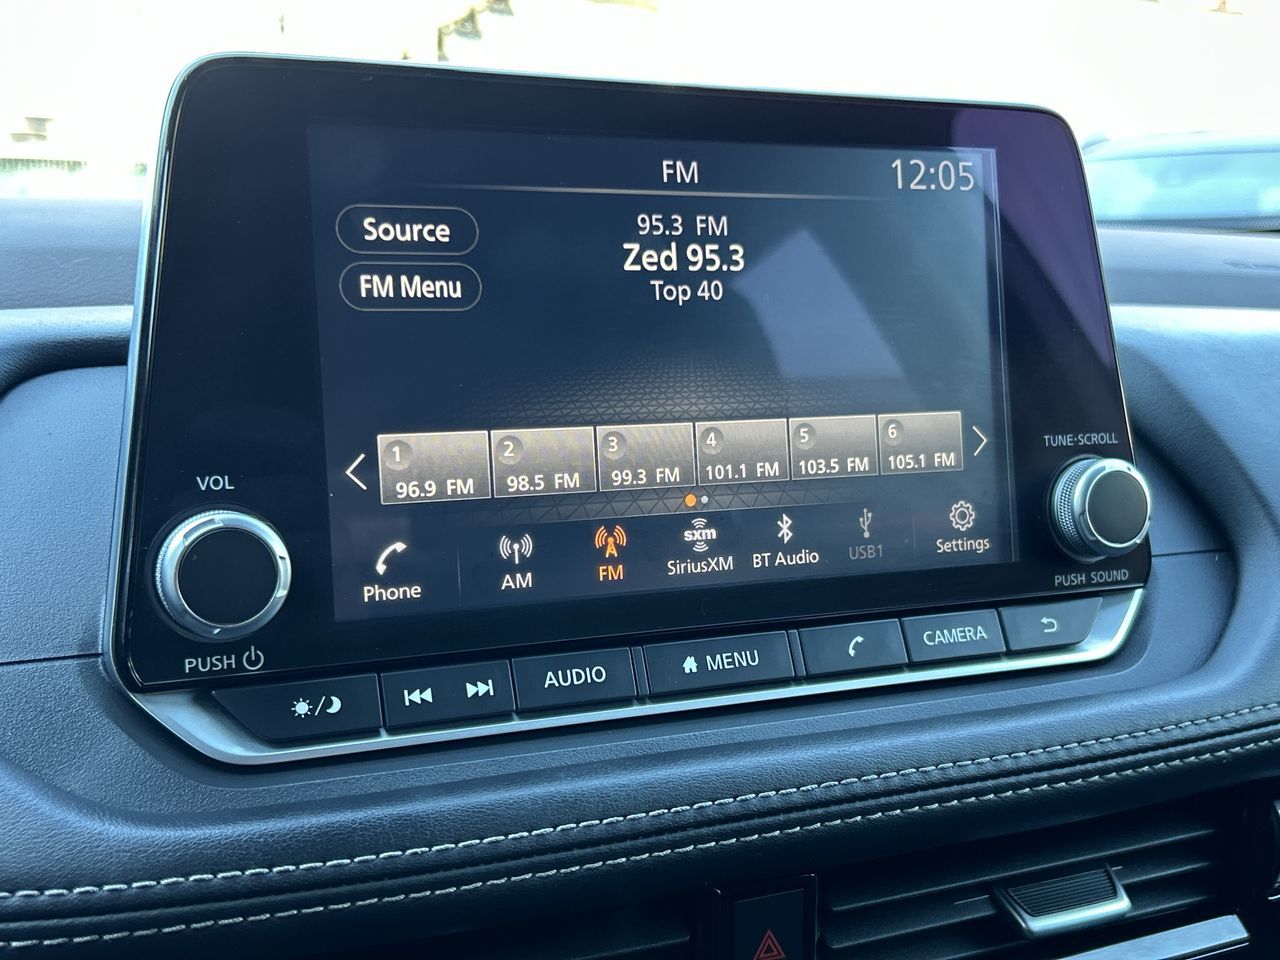 FM
12:05
Source
95.3 FM
Zed 95.3
FM Menu
Top 40
1 2 3 4 5 6
96.9 FM 98.5 FM 99.3 FM 101.1 FM 103.5 FM 105.1 FM
sxm
Phone AM FM SiriusXM BT Audio USB1 Settings
VOL
PUSH
TUNE·SCROLL
PUSH SOUND
AUDIO MENU CAMERA